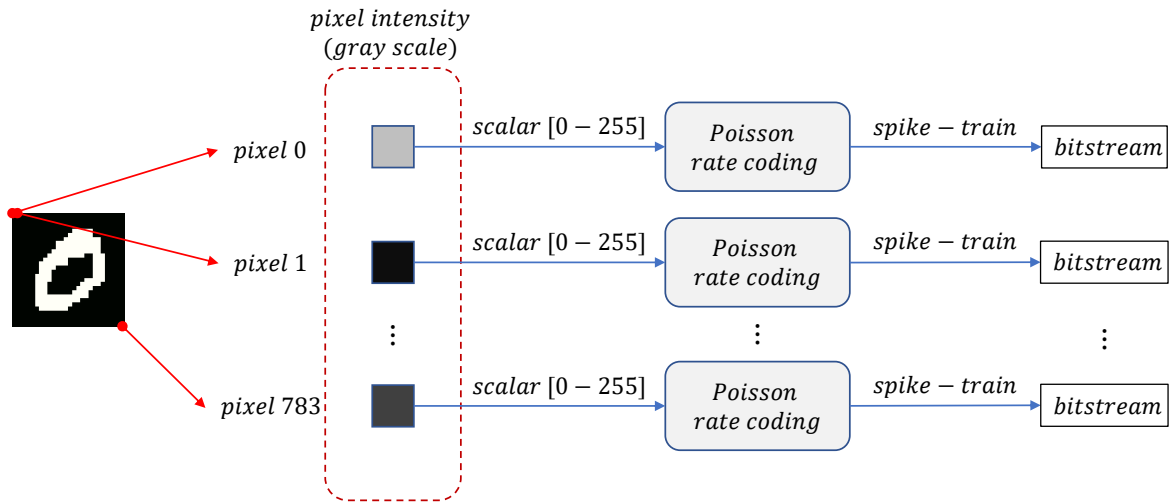 pixel intensity
(gray scale)
pixel 0
scalar [0 − 255]
Poisson
rate coding
spike − train
bitstream
pixel 1
scalar [0 − 255]
Poisson
rate coding
spike − train
bitstream
⋮
⋮
⋮
pixel 783
scalar [0 − 255]
Poisson
rate coding
spike − train
bitstream